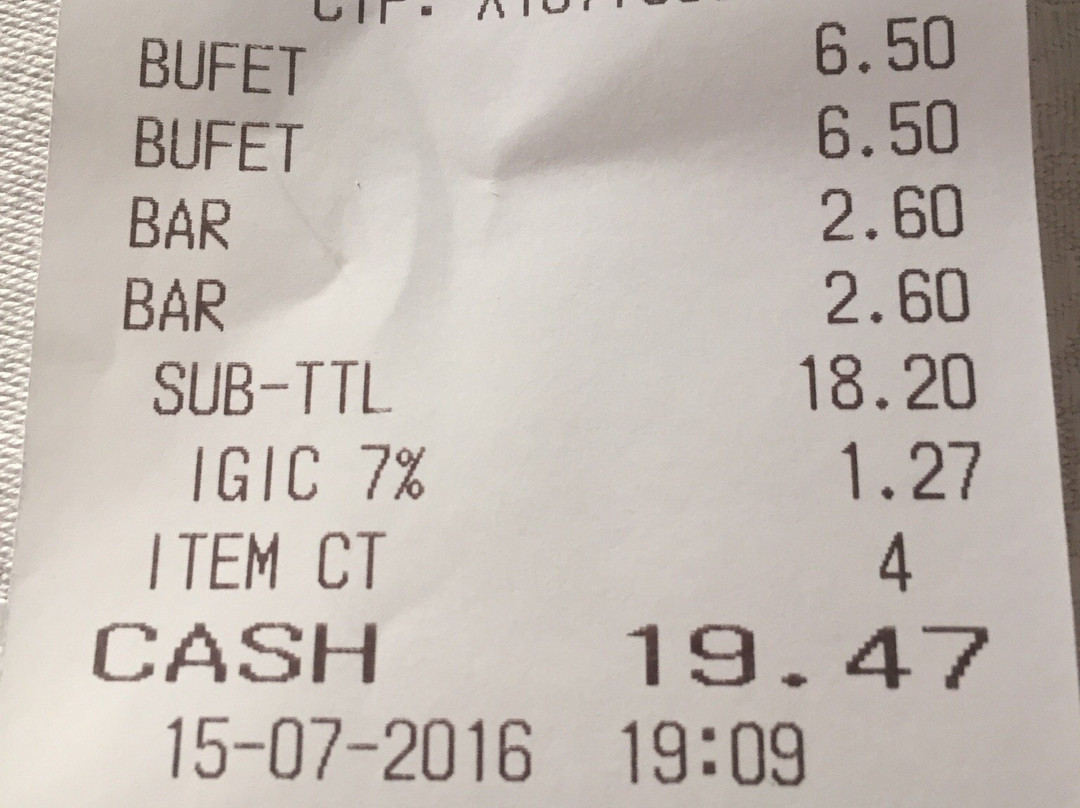 BUFET 6.50
BUFET 6.50
BAR 2.60
BAR 2.60
SUB-TTL 18.20
IGIC 7% 1.27
ITEM CT 4
CASH 19.47
15-07-2016 19:09